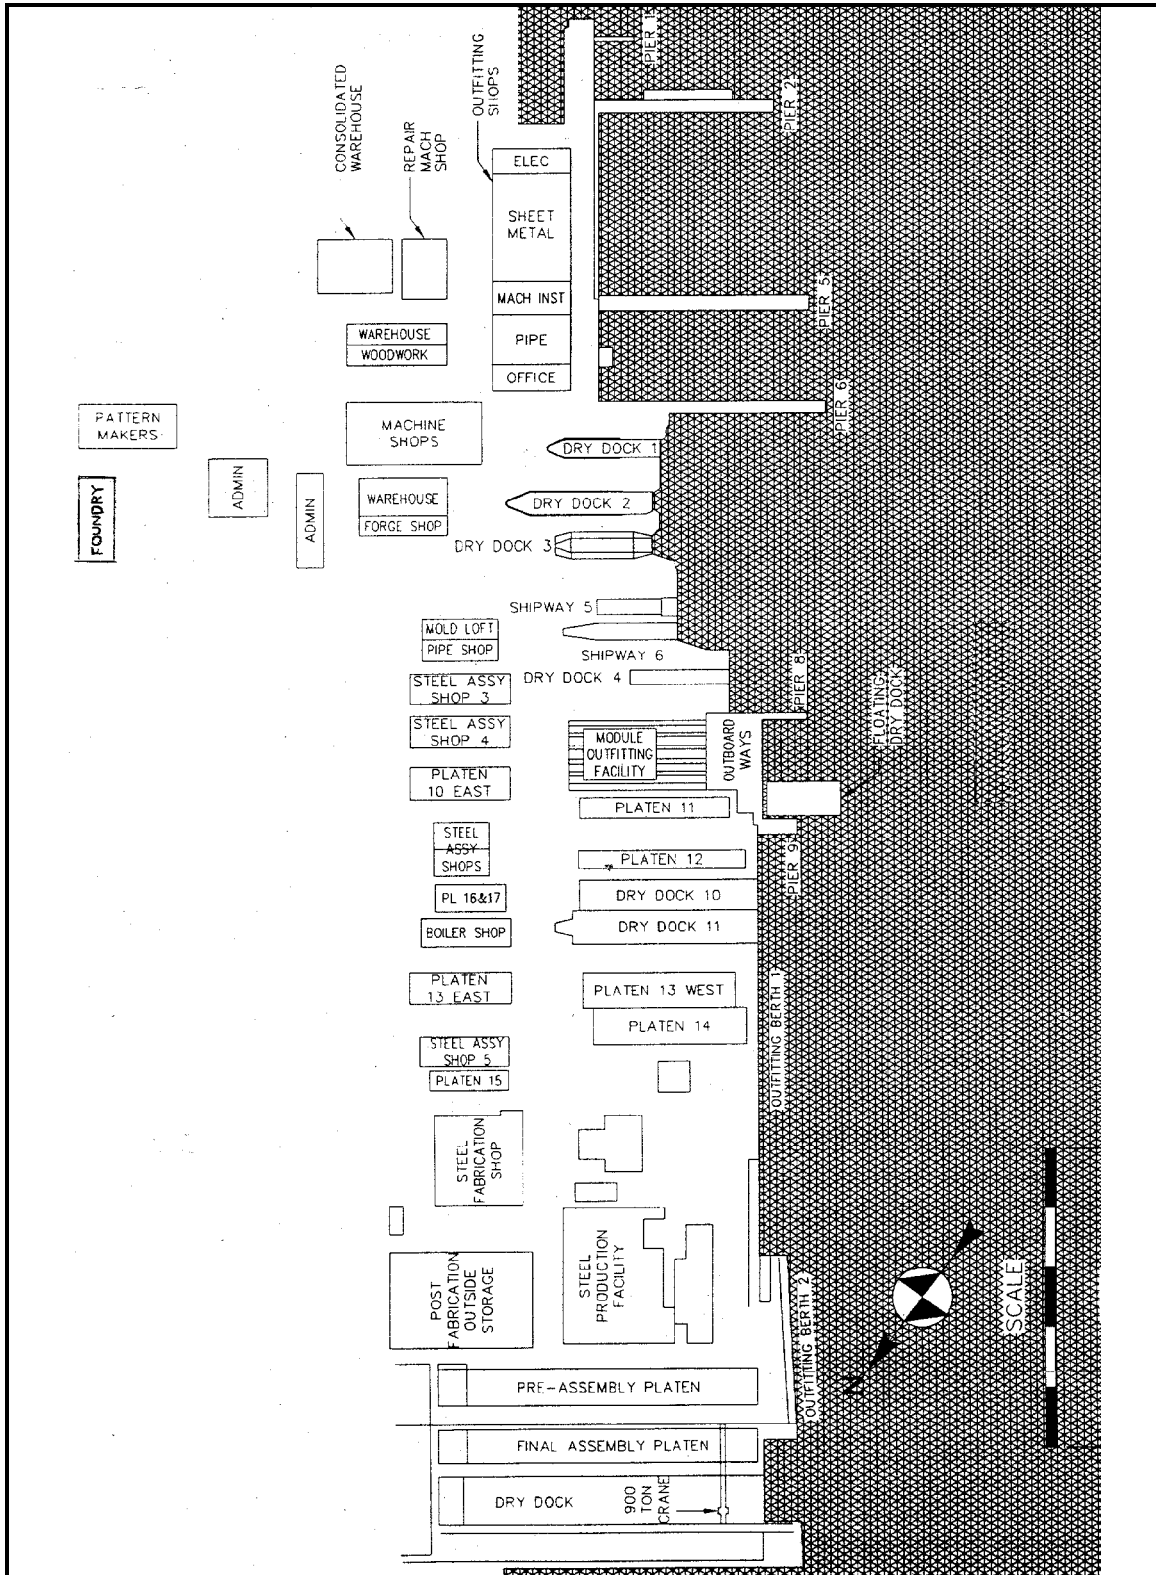 PIER 1
PIER 2
OUTFITTING
SHOPS
CONSOLIDATED
WAREHOUSE
REPAIR
MACH
SHOP
ELEC
SHEET
METAL
MACH INST
PIPE
OFFICE
PIER 5
PIER 6
WAREHOUSE
WOODWORK
PATTERN
MAKERS
MACHINE
SHOPS
DRY DOCK 1
FOUNDRY
ADMIN
ADMIN
WAREHOUSE
FORGE SHOP
DRY DOCK 2
DRY DOCK 3
SHIPWAY 5
SHIPWAY 6
MOLD LOFT
PIPE SHOP
DRY DOCK 4
STEEL ASSY
SHOP 3
STEEL ASSY
SHOP 4
PIER 8
FLOATING
DRY DOCK
MODULE
OUTFITTING
FACILITY
OUTBOARD
WAYS
PLATEN
10 EAST
PLATEN 11
STEEL
ASSY
SHOPS
PLATEN 12
PIER 9
PL 16&17
DRY DOCK 10
BOILER SHOP
DRY DOCK 11
PLATEN
13 EAST
PLATEN 13 WEST
OUTFITTING BERTH 1
PLATEN 14
STEEL ASSY
SHOP 5
PLATEN 15
STEEL
FABRICATION
SHOP
POST
FABRICATION
OUTSIDE
STORAGE
STEEL
PRODUCTION
FACILITY
OUTFITTING BERTH 2
N
SCALE
PRE-ASSEMBLY PLATEN
FINAL ASSEMBLY PLATEN
DRY DOCK
900
TON
CRANE